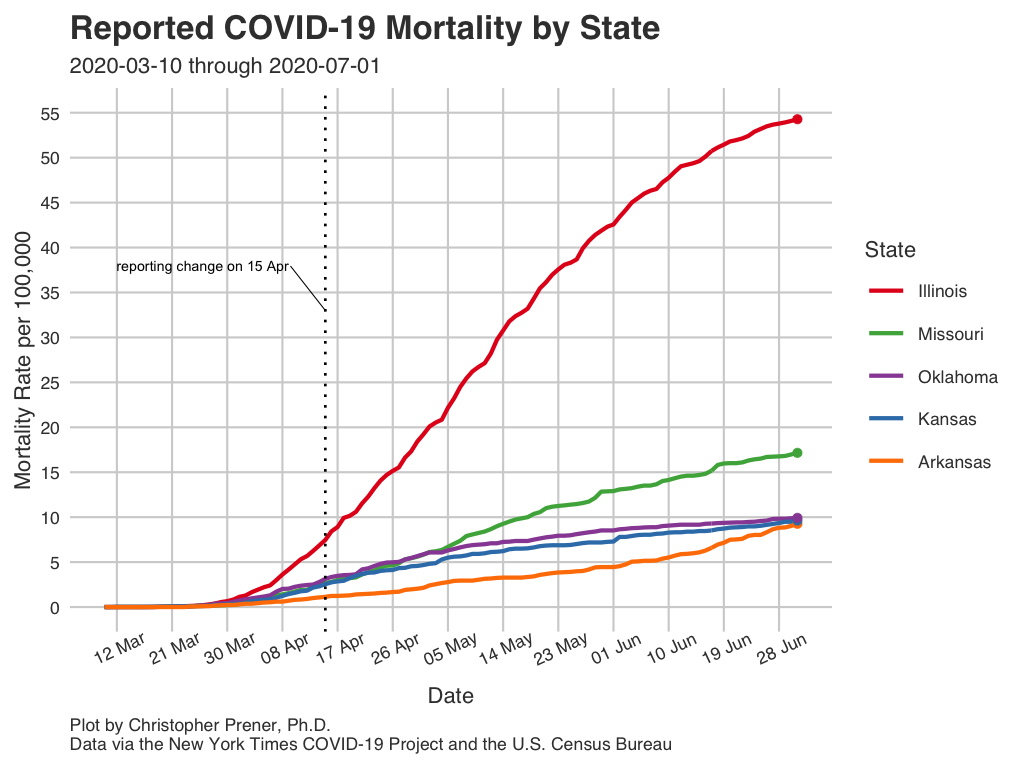 Reported COVID-19 Mortality by State
2020-03-10 through 2020-07-01
Mortality Rate per 100,000
55
50
45
40
35
30
25
20
15
10
5
0
reporting change on 15 Apr
12 Mar
21 Mar
30 Mar
08 Apr
17 Apr
26 Apr
05 May
14 May
23 May
01 Jun
10 Jun
19 Jun
28 Jun
Date
State
Illinois
Missouri
Oklahoma
Kansas
Arkansas
Plot by Christopher Prener, Ph.D.
Data via the New York Times COVID-19 Project and the U.S. Census Bureau